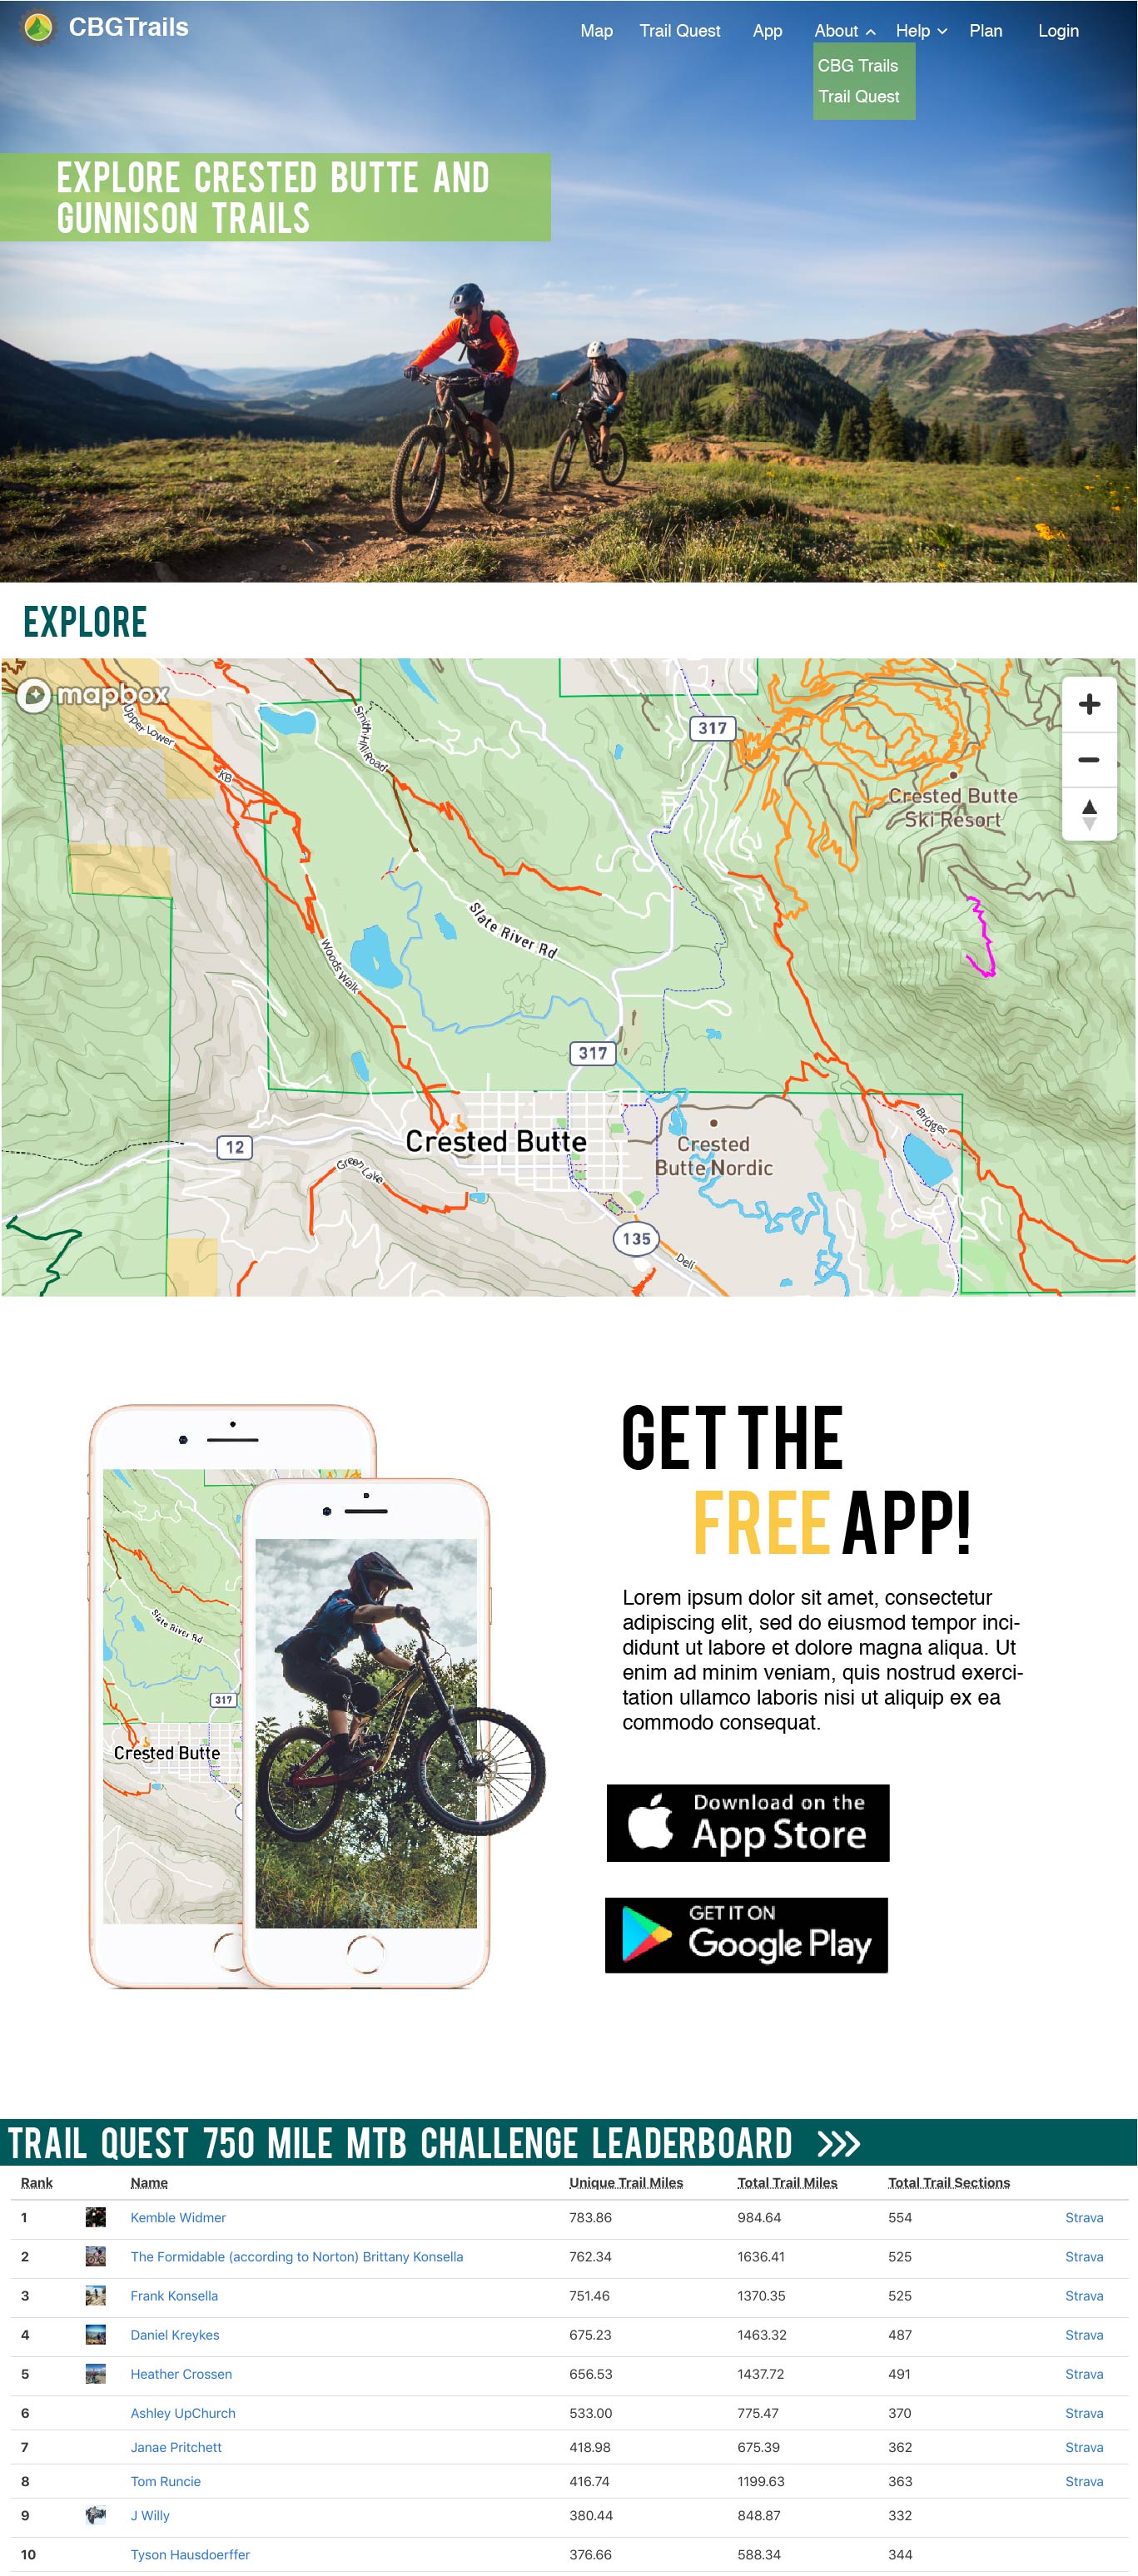 CBGTrails
Map Trail Quest App About Help Plan Login
CBG Trails
Trail Quest
EXPLORE CRESTED BUTTE AND
GUNNISON TRAILS
EXPLORE
mapbox
Upper Lower
KB
Smith Hill Road
317
Crested Butte
Ski Resort
Slate River Rd
Woods Walk
317
12
Crested Butte
Crested
Butte Nordic
Bridges
Green Lake
135
Deli
GET THE
FREE APP!
Slate River Rd
317
Crested Butte
Lorem ipsum dolor sit amet, consectetur
adipiscing elit, sed do eiusmod tempor inci-
didunt ut labore et dolore magna aliqua. Ut
enim ad minim veniam, quis nostrud exerci-
tation ullamco laboris nisi ut aliquip ex ea
commodo consequat.
Download on the
App Store
GET IT ON
Google Play
TRAIL QUEST 750 MILE MTB CHALLENGE LEADERBOARD
Rank Name Unique Trail Miles Total Trail Miles Total Trail Sections
1 Kemble Widmer 783.86 984.64 554 Strava
2 The Formidable (according to Norton) Brittany Konsella 762.34 1636.41 525 Strava
3 Frank Konsella 751.46 1370.35 525 Strava
4 Daniel Kreykes 675.23 1463.32 487 Strava
5 Heather Crossen 656.53 1437.72 491 Strava
6 Ashley UpChurch 533.00 775.47 370 Strava
7 Janae Pritchett 418.98 675.39 362 Strava
8 Tom Runcie 416.74 1199.63 363 Strava
9 J Willy 380.44 848.87 332
10 Tyson Hausdoerffer 376.66 588.34 344